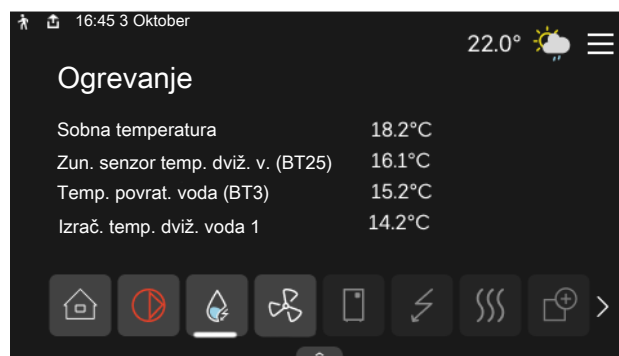 16:45 3 Oktober
22.0°
Ogrevanje
Sobna temperatura 18.2°C
Zun. senzor temp. dviž. v. (BT25) 16.1°C
Temp. povrat. voda (BT3) 15.2°C
Izrač. temp. dviž. voda 1 14.2°C